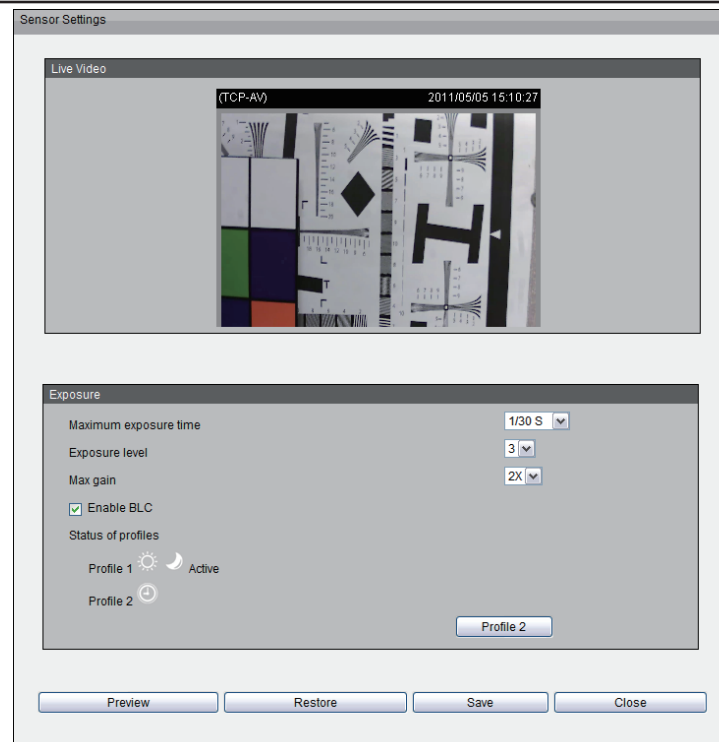 Sensor Settings
Live Video
(TCP-AV) 2011/05/05 15:10:27
L
T
L
Exposure
Maximum exposure time 1/30 S
Exposure level 3
Max gain 2X
Enable BLC
Status of profiles
Profile 1 Active
Profile 2
Profile 2
Preview Restore Save Close